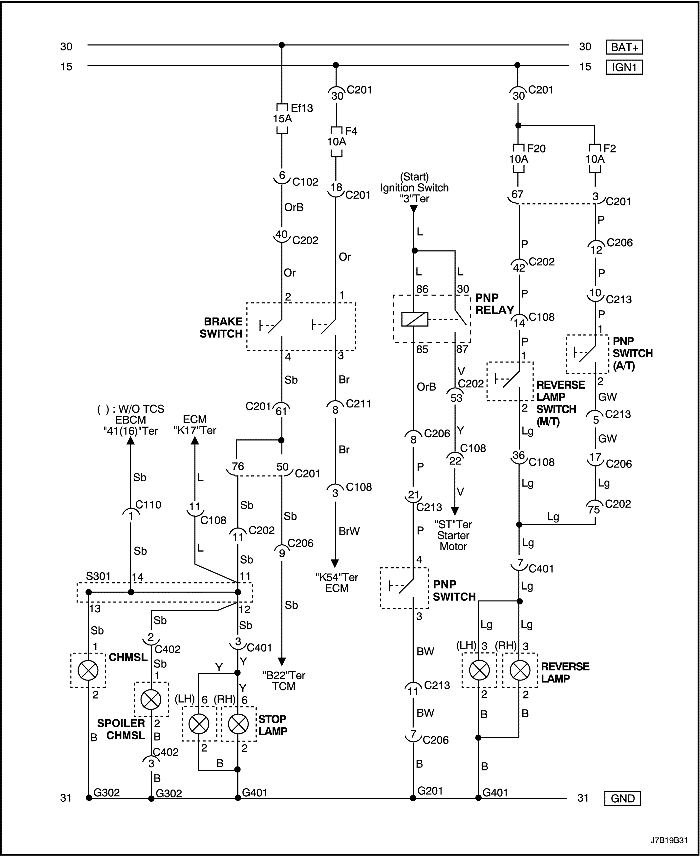 30 30 BAT+
15 15 IGN1
30 C201 30 C201
Ef13
15A
F4
10A
F20
10A
F2
10A
6 C102
18 C201
(Start)
Ignition Switch
"3"Ter
67 3 C201
OrB
40 C202
L
P P
12 C206
Or Or
L L
42 C202
P P
10 C213
2 1
86 30
PNP
RELAY
14 C108
P 1
BRAKE
SWITCH
85 87
1
PNP
SWITCH
(A/T)
4 3
Sb Br
OrB V
C202
53
REVERSE
LAMP
SWITCH
(M/T)
2 2
GW
C201 61
8 C211
Y
Lg
5 C213
GW
( ) : W/O TCS
EBCM
"41(16)"Ter
ECM
"K17"Ter
8 C206
C108
22
36 C108
17 C206
Br
76 50 C201
P V
Lg Lg
Sb L Sb Sb
3 C108
21 C213
"ST"Ter
Starter
Motor
75 C202
Lg
C110
1
11
C108
C202
11
C206
9
BrW
P
Lg
Sb L Sb
"K54"Ter
ECM
4
7 C401
S301 14 11
PNP
SWITCH
Lg
13 12
Sb
3
Sb Sb Sb
2
C402
3 C401
BW
Lg Lg
1
CHMSL
Sb
1
Y Y
"B22"Ter
TCM
(LH) 3 (RH) 3
REVERSE
LAMP
2
(LH) 6 (RH) 6
11 C213
2 2
SPOILER
CHMSL
2
STOP
LAMP
BW
B B
B B
2 2
7 C206
C402
3
B
B
B
B
31 G302 G302 G401 G201 G401 31 GND
J7B19B31